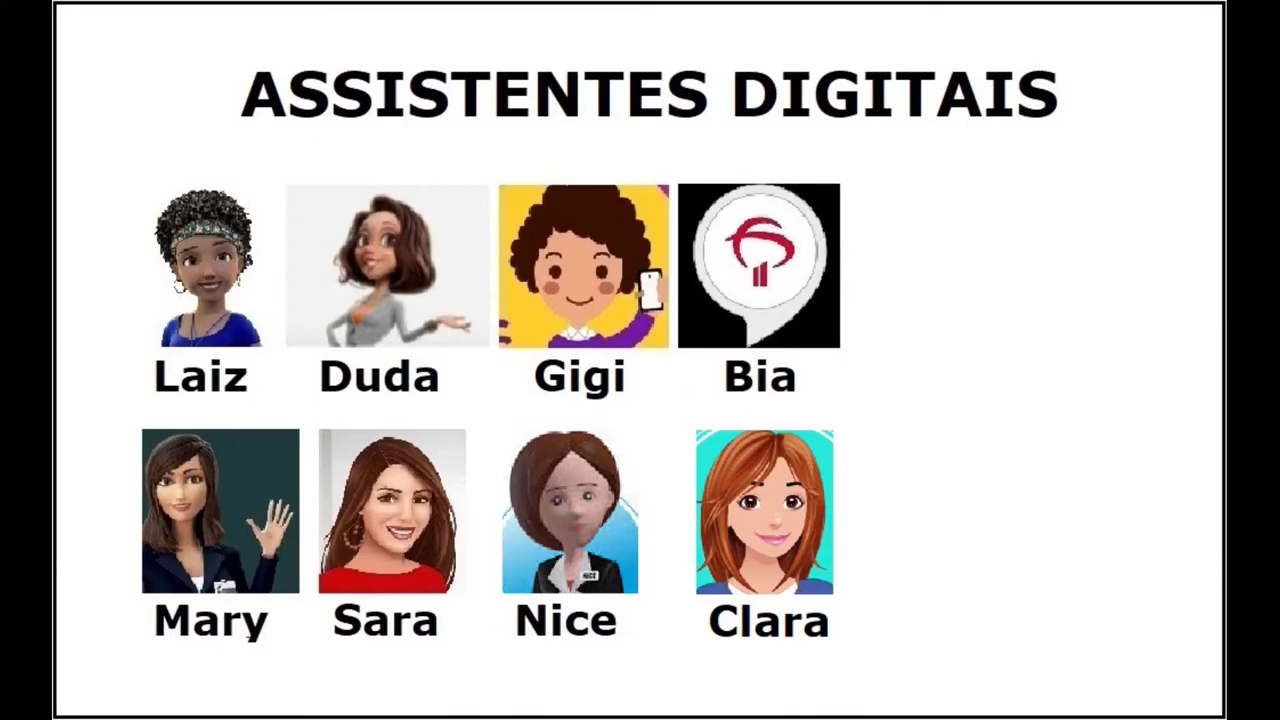 ASSISTENTES DIGITAIS
Laiz Duda Gigi Bia
Mary Sara Nice Clara